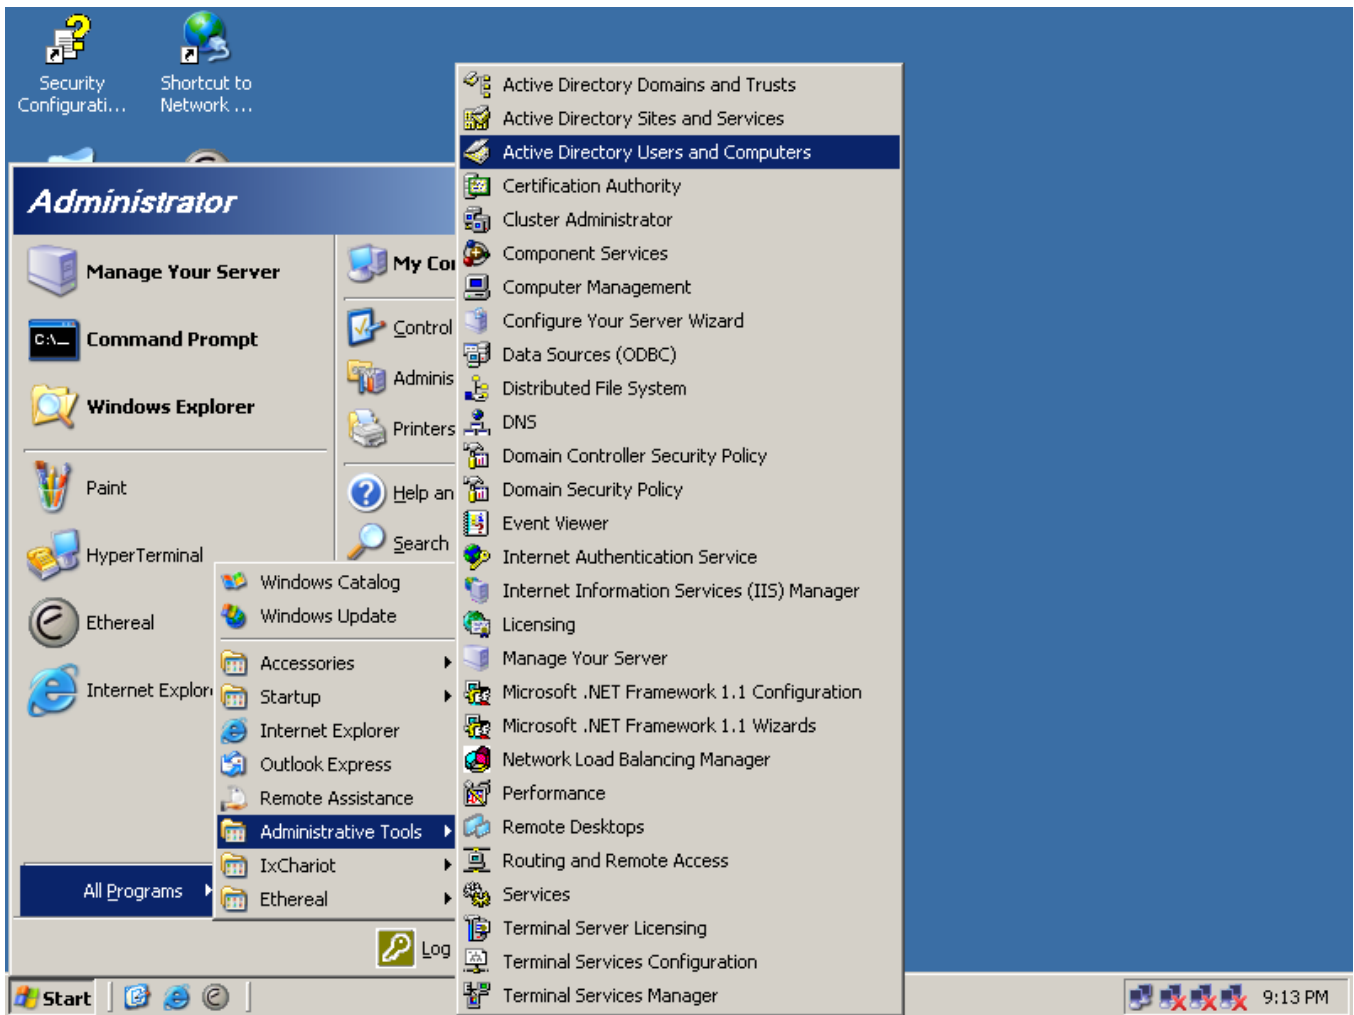 Security
Configurati...
Shortcut to
Network ...
Administrator
Manage Your Server
Command Prompt
C:\_
Windows Explorer
Paint
HyperTerminal
Ethereal
Internet Explor
All Programs
My Co
Control
Adminis
Printers
Help an
Search
Log
Windows Catalog
Windows Update
Accessories
Startup
Internet Explorer
Outlook Express
Remote Assistance
Administrative Tools
IxChariot
Ethereal
Active Directory Domains and Trusts
Active Directory Sites and Services
Active Directory Users and Computers
Certification Authority
Cluster Administrator
Component Services
Computer Management
Configure Your Server Wizard
Data Sources (ODBC)
Distributed File System
DNS
Domain Controller Security Policy
Domain Security Policy
Event Viewer
Internet Authentication Service
Internet Information Services (IIS) Manager
Licensing
Manage Your Server
Microsoft .NET Framework 1.1 Configuration
Microsoft .NET Framework 1.1 Wizards
Network Load Balancing Manager
Performance
Remote Desktops
Routing and Remote Access
Services
Terminal Server Licensing
Terminal Services Configuration
Terminal Services Manager
Start
9:13 PM